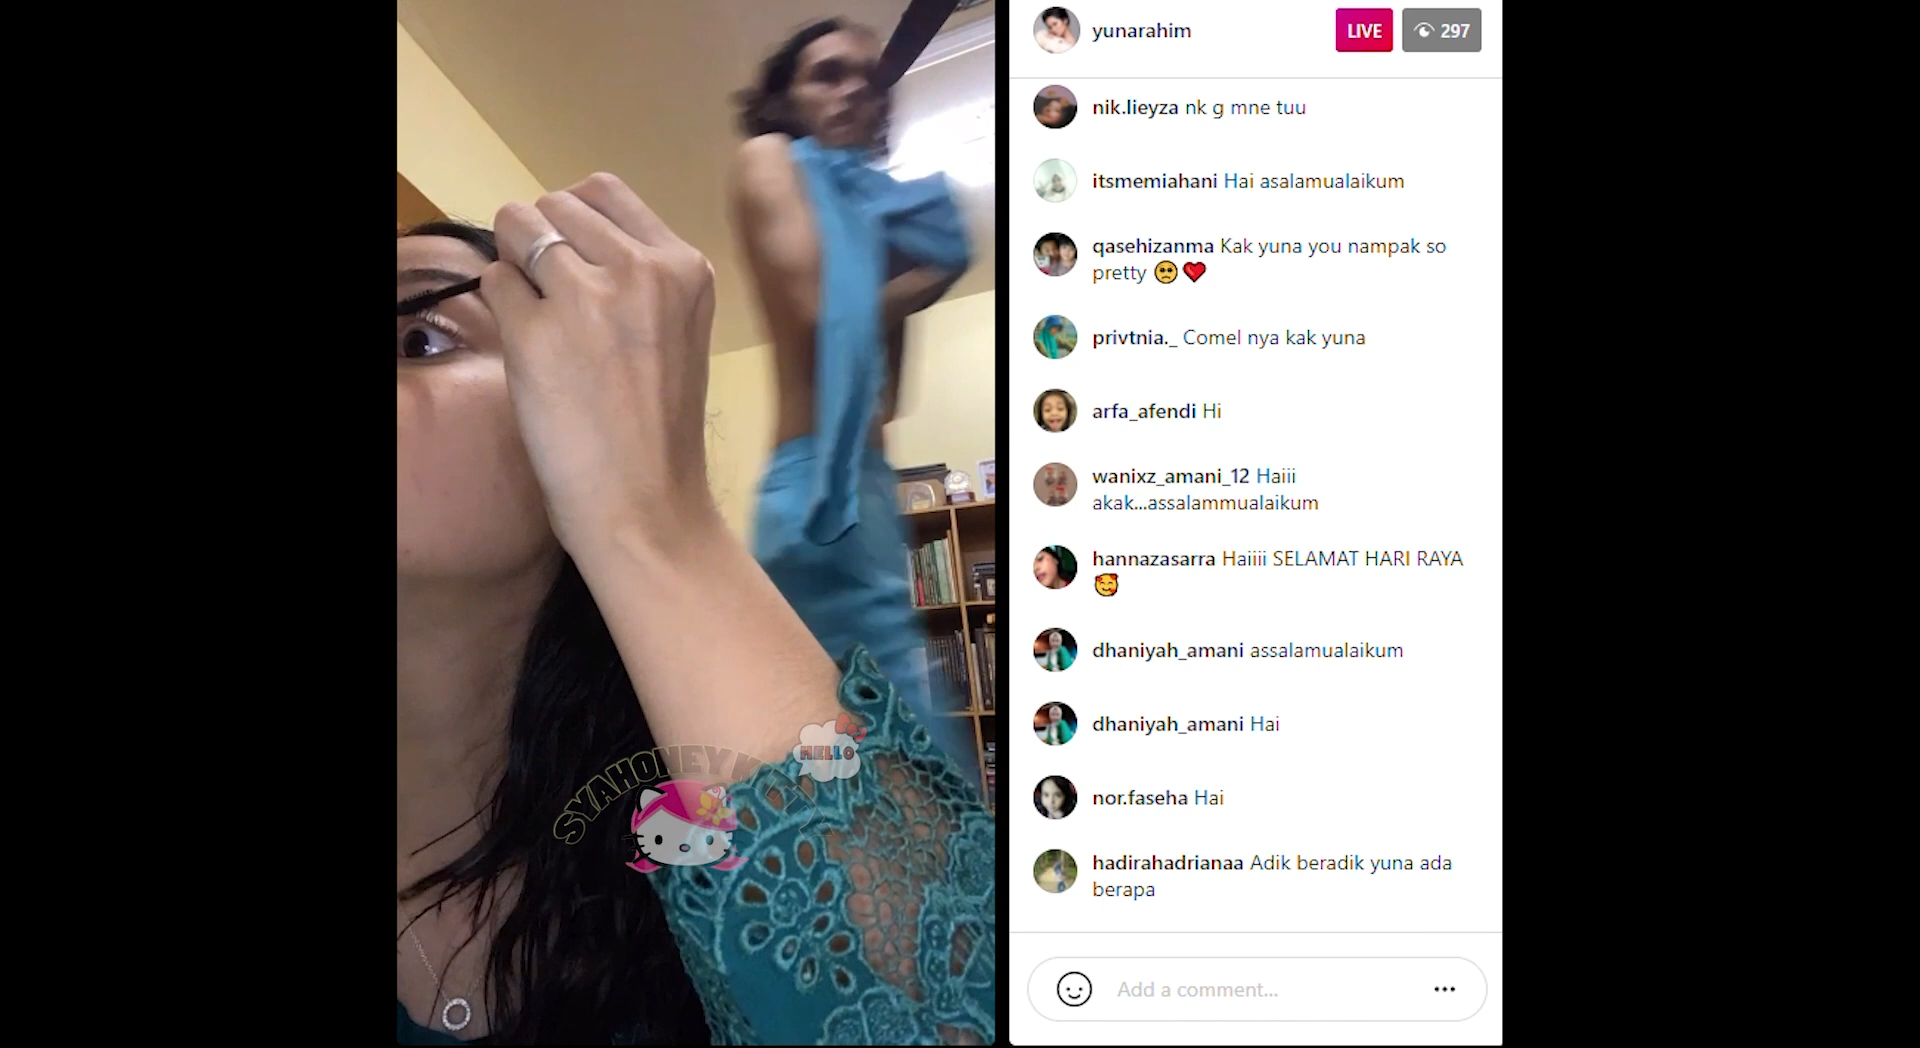 yunarahim
LIVE
297
nik.lieyza nk g mne tuu
itsmemiahani Hai asalamualaikum
qasehizanma Kak yuna you nampak so
pretty 🥺❤️
privtnia._ Comel nya kak yuna
arfa_afendi Hi
wanixz_amani_12 Haiii
akak...assalammualaikum
hannazasarra Haiiii SELAMAT HARI RAYA
🥰
dhaniyah_amani assalamualaikum
dhaniyah_amani Hai
nor.faseha Hai
hadirahadrianaa Adik beradik yuna ada
berapa
Add a comment...
SYAHONEYKITTY
HELLO